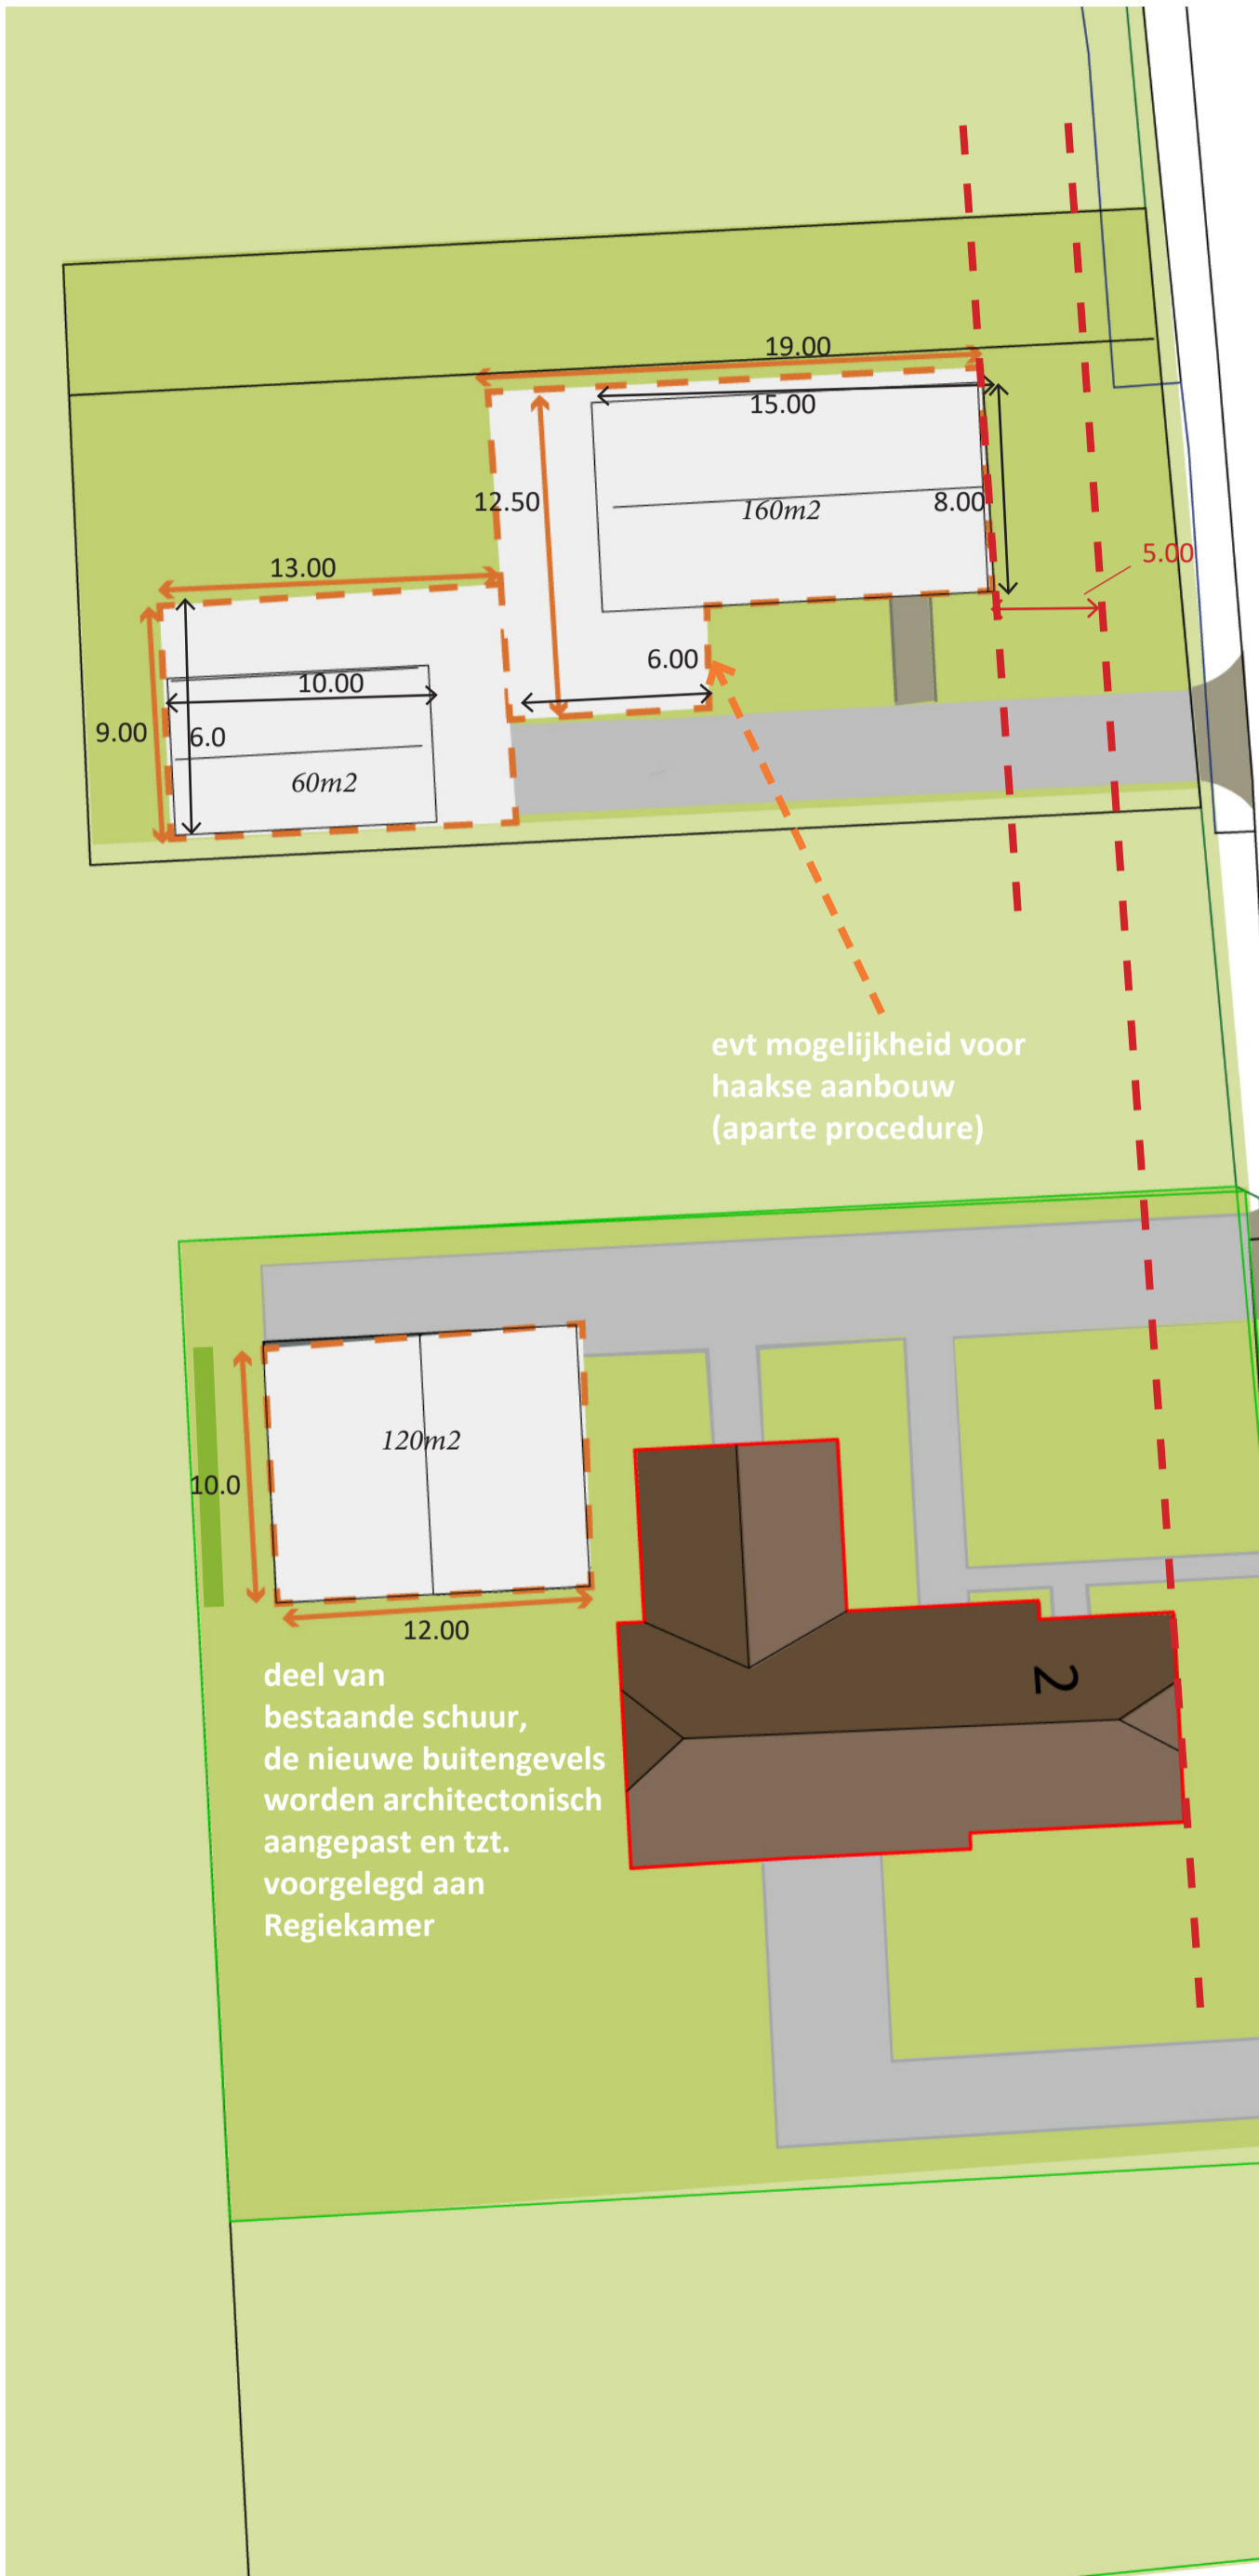 19.00
15.00
12.50
8.00
160m2
5.00
13.00
6.00
10.00
9.00
6.0
60m2
evt mogelijkheid voor
haakse aanbouw
(aparte procedure)
120m2
10.0
12.00
2
deel van
bestaande schuur,
de nieuwe buitengevels
worden architectonisch
aangepast en tzt.
voorgelegd aan
Regiekamer